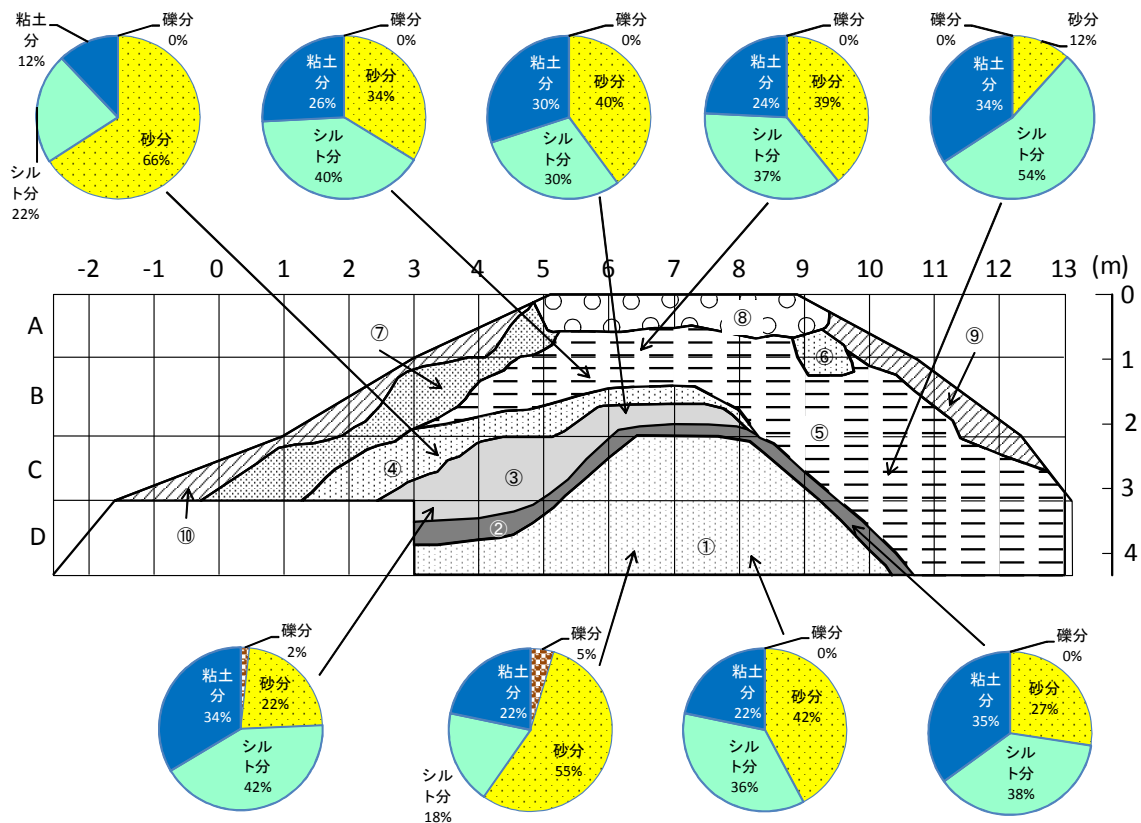 粘土
分
12%
礫分
0%
砂分
66%
シル
ト分
22%
礫分
0%
粘土
分
26%
砂分
34%
シル
ト分
40%
礫分
0%
粘土
分
30%
砂分
40%
シル
ト分
30%
礫分
0%
粘土
分
24%
砂分
39%
シル
ト分
37%
礫分
0%
砂分
12%
粘土
分
34%
シル
ト分
54%
-2 -1 0 1 2 3 4 5 6 7 8 9 10 11 12 13 (m)
A
B
C
D
0
1
2
3
4
⑦
⑧
⑨
⑥
⑤
④
③
②
①
⑩
礫分
2%
粘土
分
34%
砂分
22%
シル
ト分
42%
礫分
5%
粘土
分
22%
砂分
55%
シル
ト分
18%
礫分
0%
粘土
分
22%
砂分
42%
シル
ト分
36%
礫分
0%
粘土
分
35%
砂分
27%
シル
ト分
38%